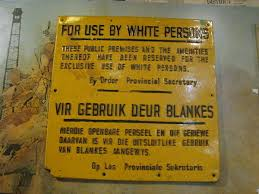 FOR USE BY WHITE PERSONS
THESE PUBLIC PREMISES AND THE AMENITIES
THEREOF HAVE BEEN RESERVED FOR THE
EXCLUSIVE USE OF WHITE PERSONS.
By Order Provincial Secretary
VIR GEBRUIK DEUR BLANKES
HIERDIE OPENBARE PERSEEL EN DIE GERIEWE
DAARVAN IS VIR DIE UITSLUITLIKE GEBRUIK
VAN BLANKES AANGEWYS.
Op Las Provinsiale Sekretaris